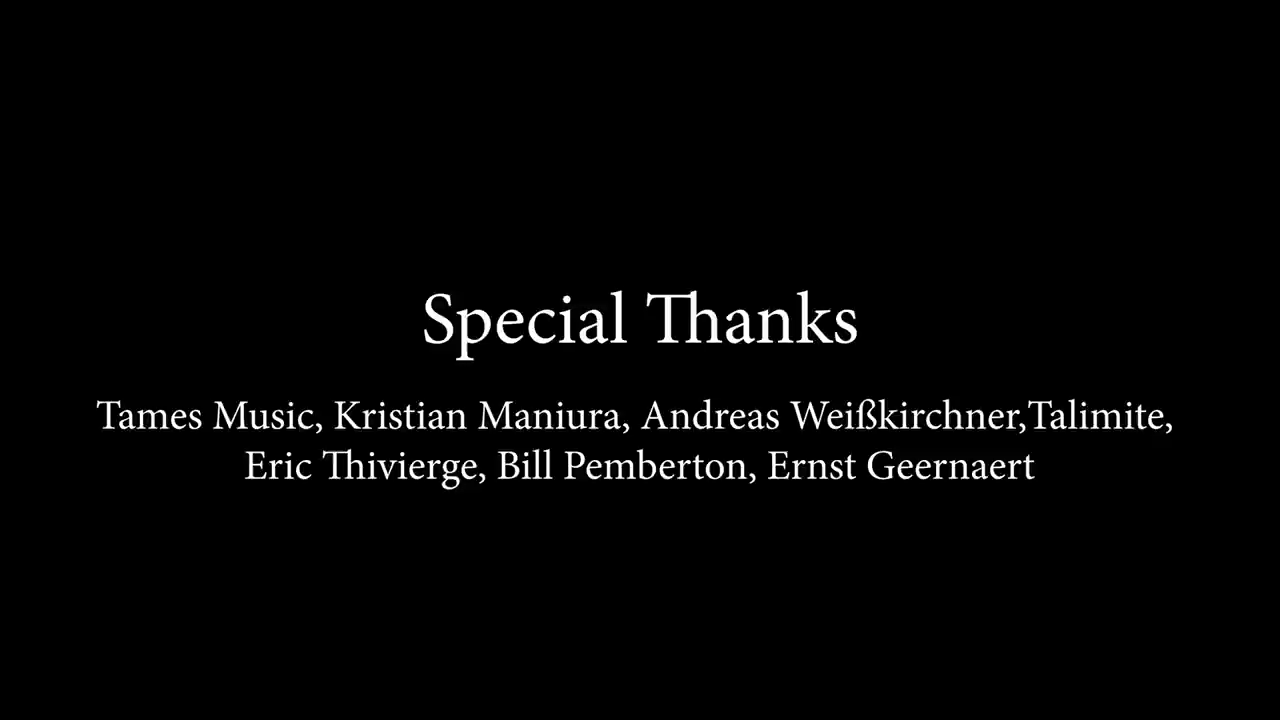 Special Thanks
Tames Music, Kristian Maniura, Andreas Weißkirchner,Talimite,
Eric Thivierge, Bill Pemberton, Ernst Geernaert